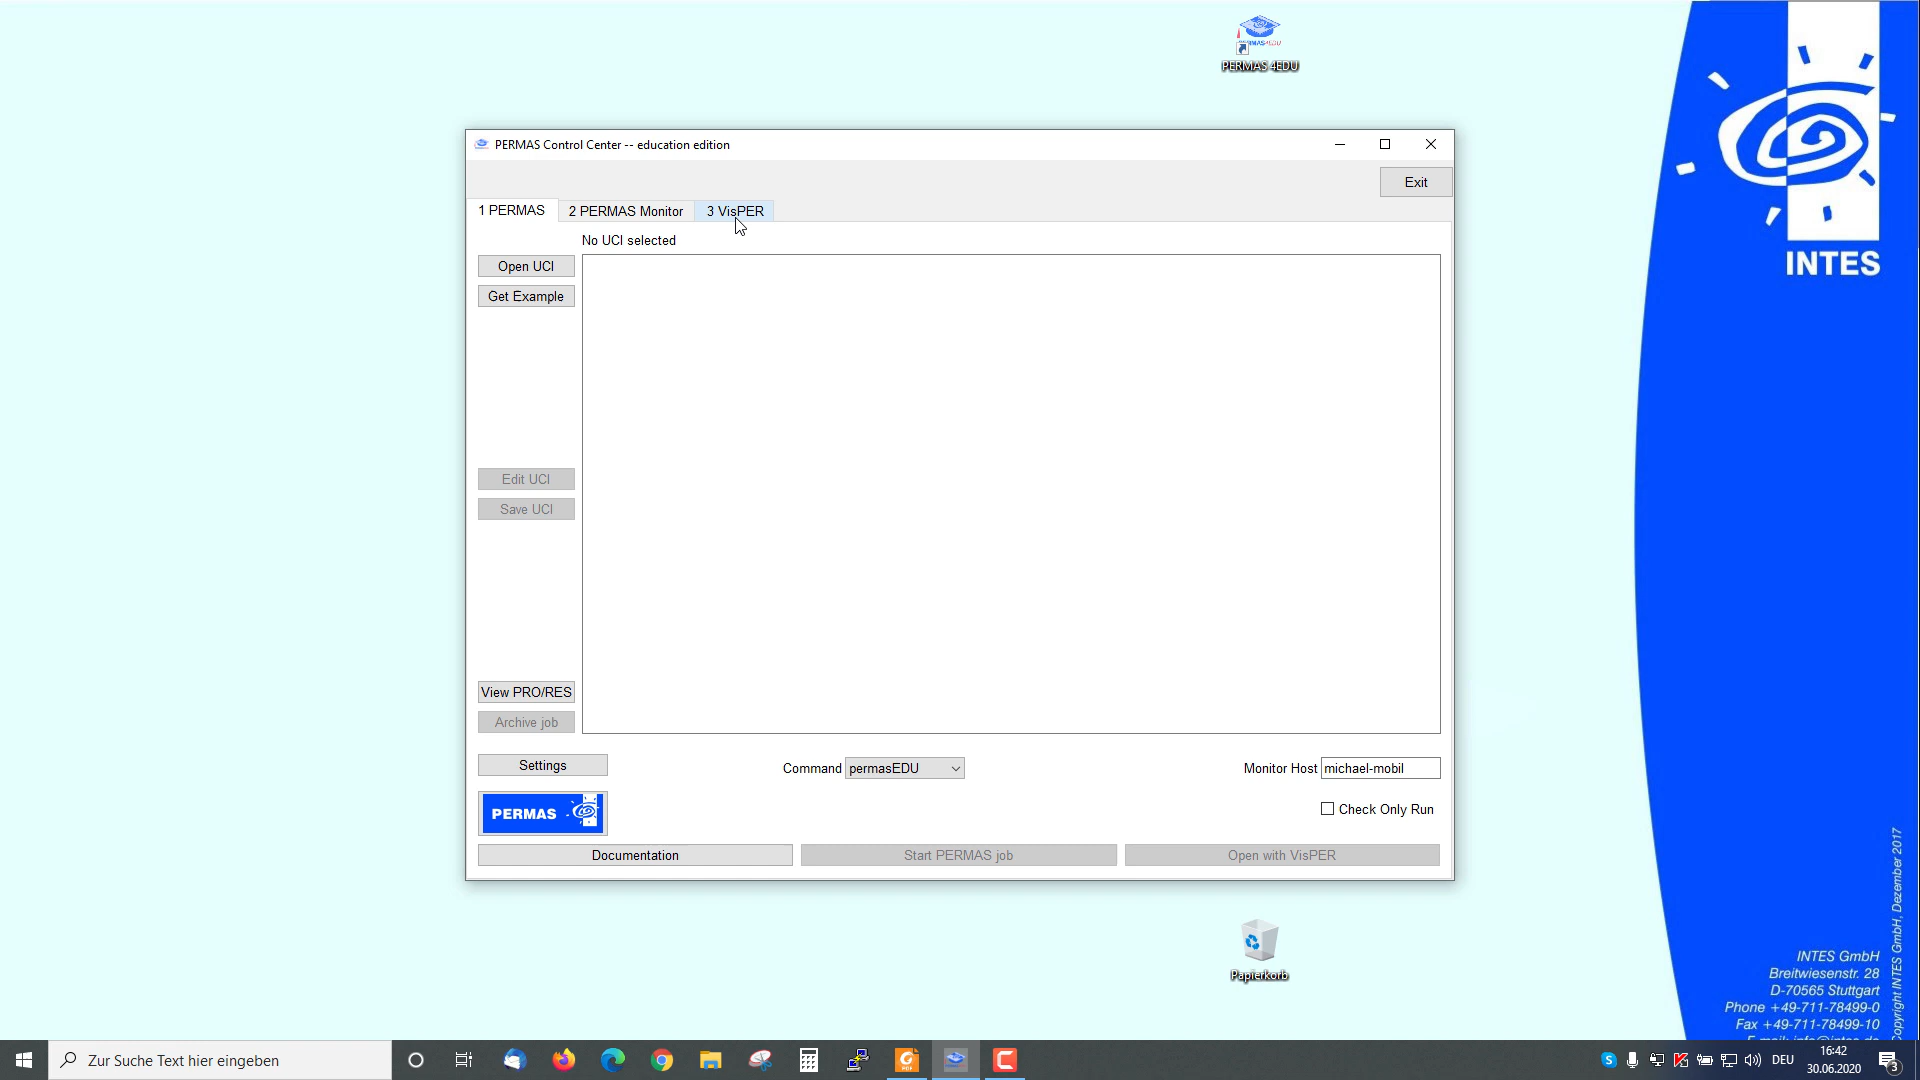 PERMAS 4EDU
PERMAS Control Center -- education edition
Exit
1 PERMAS
2 PERMAS Monitor
3 VisPER
No UCI selected
Open UCI
Get Example
Edit UCI
Save UCI
View PRO/RES
Archive job
Settings
Command
permasEDU
Monitor Host
michael-mobil
PERMAS
Check Only Run
Documentation
Start PERMAS job
Open with VisPER
Papierkorb
INTES
INTES GmbH
Breitwiesenstr. 28
D-70565 Stuttgart
Phone +49-711-78499-0
Fax +49-711-78499-10
Copyright INTES GmbH, Dezember 2017
Zur Suche Text hier eingeben
DEU
16:42
30.06.2020
3